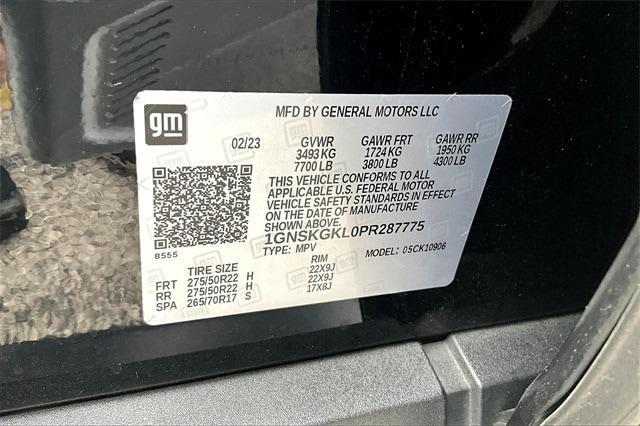 gm
MFD BY GENERAL MOTORS LLC
02/23 GVWR GAWR FRT GAWR RR
3493 KG 1724 KG 1950 KG
7700 LB 3800 LB 4300 LB
THIS VEHICLE CONFORMS TO ALL
APPLICABLE U.S. FEDERAL MOTOR
VEHICLE SAFETY STANDARDS IN EFFECT
ON THE DATE OF MANUFACTURE
SHOWN ABOVE.
1GNSKGKL0PR287775
TYPE: MPV MODEL: 05CK10906
8555
TIRE SIZE RIM
FRT 275/50R22 H 22X9J
RR 275/50R22 H 22X9J
SPA 265/70R17 S 17X8J